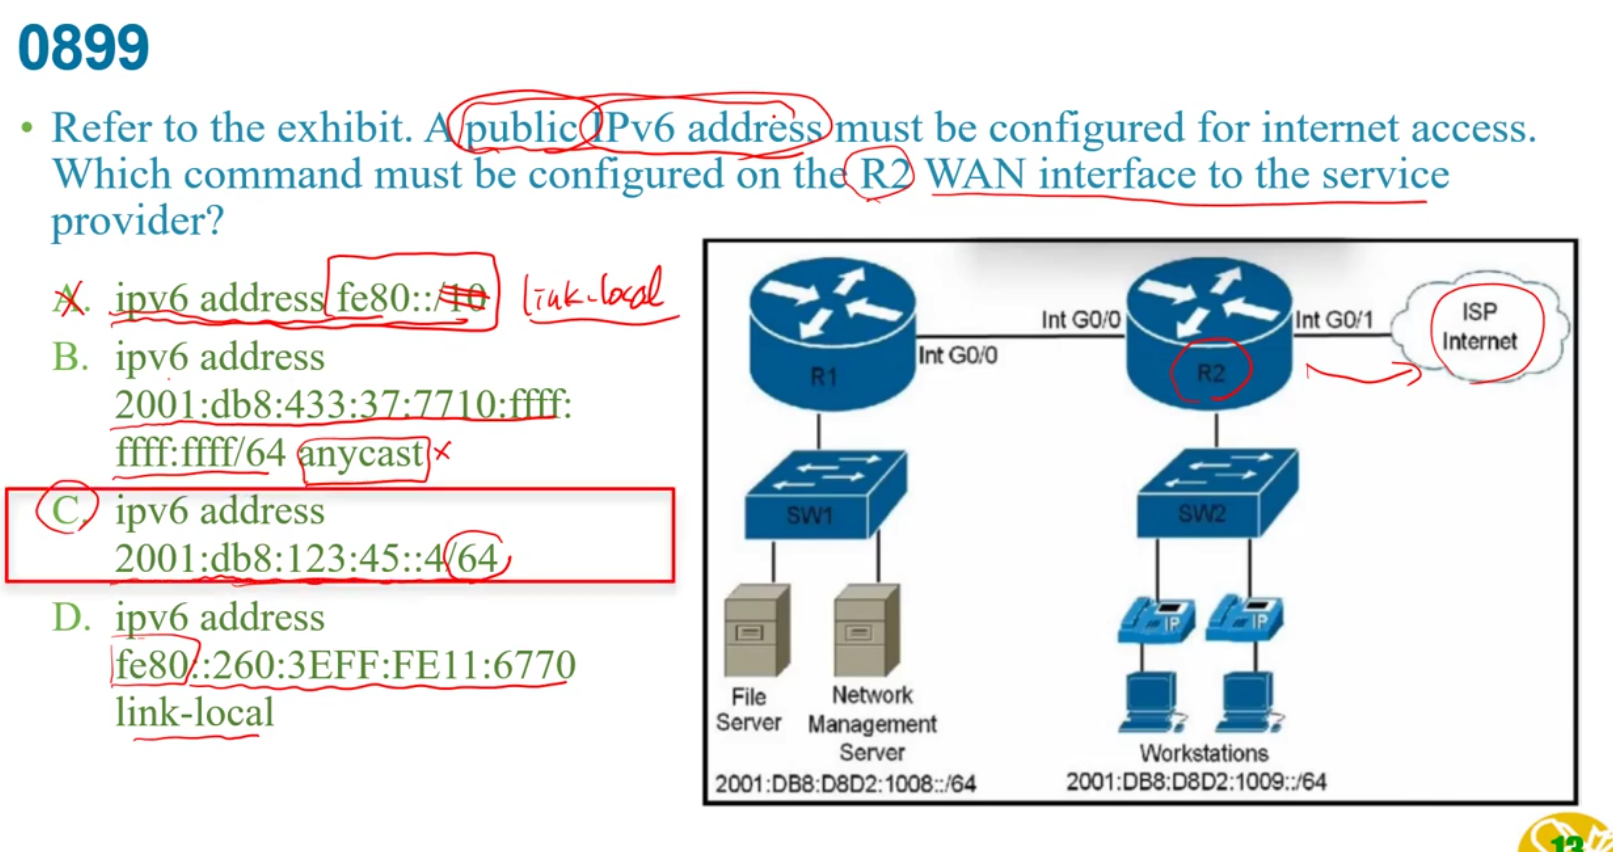 0899
• Refer to the exhibit. A public IPv6 address must be configured for internet access.
Which command must be configured on the R2 WAN interface to the service
provider?
A. ipv6 address fe80::/10 link-local
B. ipv6 address
2001:db8:433:37:7710:ffff:
ffff:ffff/64 anycast x
C. ipv6 address
2001:db8:123:45::4/64
D. ipv6 address
fe80::260:3EFF:FE11:6770
link-local
R1
Int G0/0
Int G0/0
R2
Int G0/1
ISP
Internet
SW1
SW2
IP
IP
File
Server
Network
Management
Server
2001:DB8:D8D2:1008::/64
Workstations
2001:DB8:D8D2:1009::/64
13